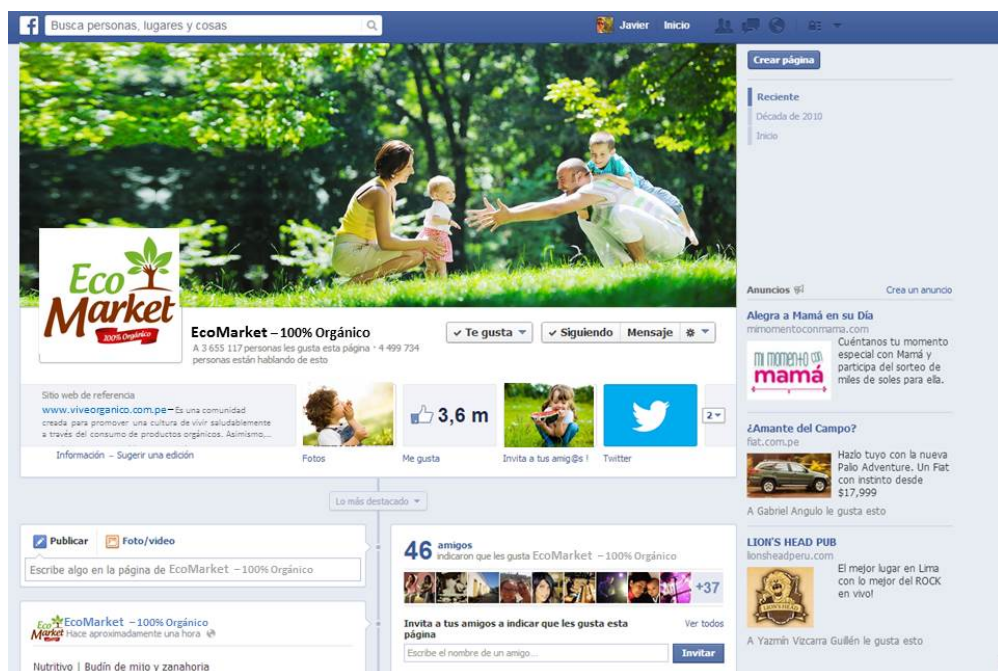 Busca personas, lugares y cosas
Javier Inicio
Crear página
Reciente
Década de 2010
Inicio
Eco
Market
100% Orgánico
EcoMarket – 100% Orgánico
A 3 655 117 personas les gusta esta página · 4 499 734
personas están hablando de esto
Te gusta
Siguiendo
Mensaje
Sitio web de referencia
www.viveorganico.com.pe – Es una comunidad
creada para promover una cultura de vivir saludablemente
a través del consumo de productos orgánicos. Asimismo,...
Información – Sugerir una edición
Fotos
3,6 m
Me gusta
Invita a tus amig@s !
Twitter
2
Lo más destacado
Publicar
Foto/video
Escribe algo en la página de EcoMarket – 100% Orgánico
Eco
Market
EcoMarket – 100% Orgánico
Hace aproximadamente una hora
Nutritivo | Budín de mijo y zanahoria
46 amigos
indicaron que les gusta EcoMarket – 100% Orgánico
+37
Invita a tus amigos a indicar que les gusta esta
página
Ver todos
Escribe el nombre de un amigo...
Invitar
Anuncios
Crea un anuncio
Alegra a Mamá en su Día
mimomentoconmama.com
mi momento con
mamá
Cuéntanos tu momento
especial con Mamá y
participa del sorteo de
miles de soles para ella.
¿Amante del Campo?
fiat.com.pe
Hazlo tuyo con la nueva
Palio Adventure. Un Fiat
con instinto desde
$17,999
A Gabriel Angulo le gusta esto
LION'S HEAD PUB
lionsheadperu.com
LION'S HEAD
El mejor lugar en Lima
con lo mejor del ROCK
en vivo!
A Yazmín Vizcarra Guillén le gusta esto